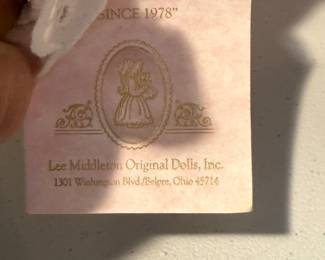 SINCE 1978"
Lee Middleton Original Dolls, Inc.
1301 Washington Blvd./Belpre, Ohio 45714